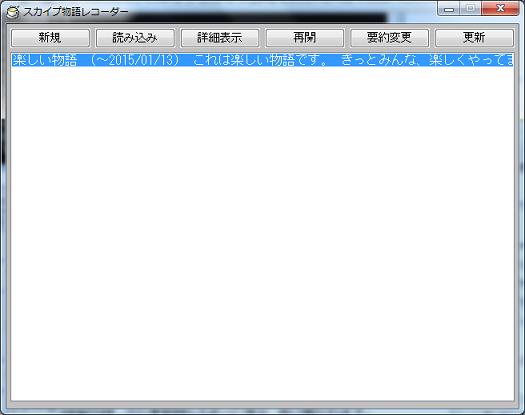 スカイプ物語レコーダー
新規 読み込み 詳細表示 再開 要約変更 更新
楽しい物語 （～2015/01/13） これは楽しい物語です。 きっとみんな、楽しくやってま